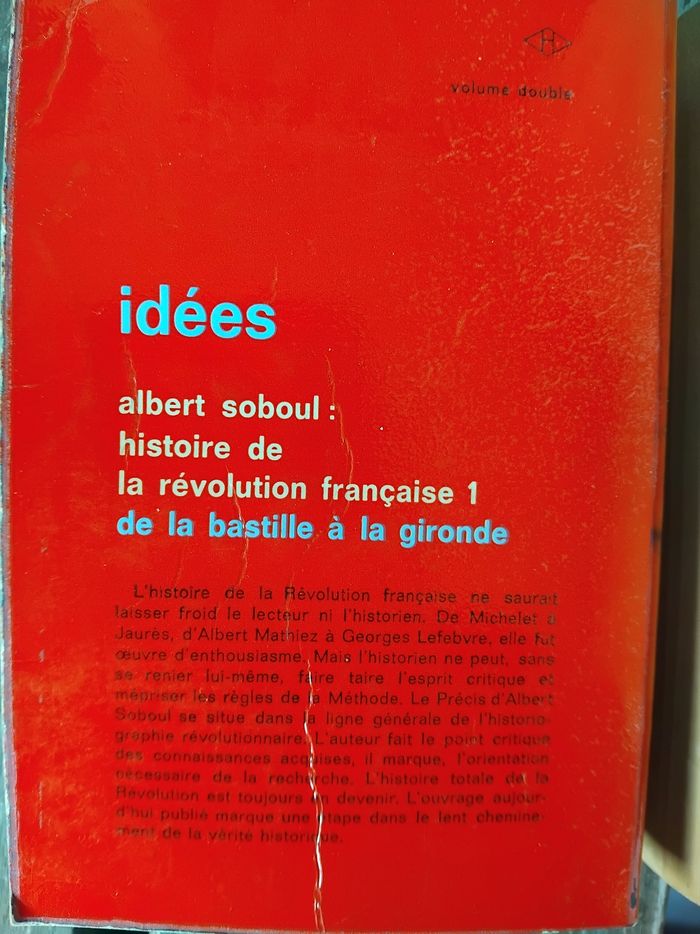 H
volume double
idées
albert soboul :
histoire de
la révolution française 1
de la bastille à la gironde
L'histoire de la Révolution française ne saurait
laisser froid le lecteur ni l'historien. De Michelet à
Jaurès, d'Albert Mathiez à Georges Lefebvre, elle fut
œuvre d'enthousiasme. Mais l'historien ne peut, sans
se renier lui-même, faire taire l'esprit critique et
mépriser les règles de la Méthode. Le Précis d'Albert
Soboul se situe dans la ligne générale de l'historio-
graphie révolutionnaire. L'auteur fait le point critique
des connaissances acquises, il marque, l'orientation
nécessaire de la recherche. L'histoire totale de la
Révolution est toujours en devenir. L'ouvrage aujour-
d'hui publié marque une étape dans le lent chemine-
ment de la vérité historique.